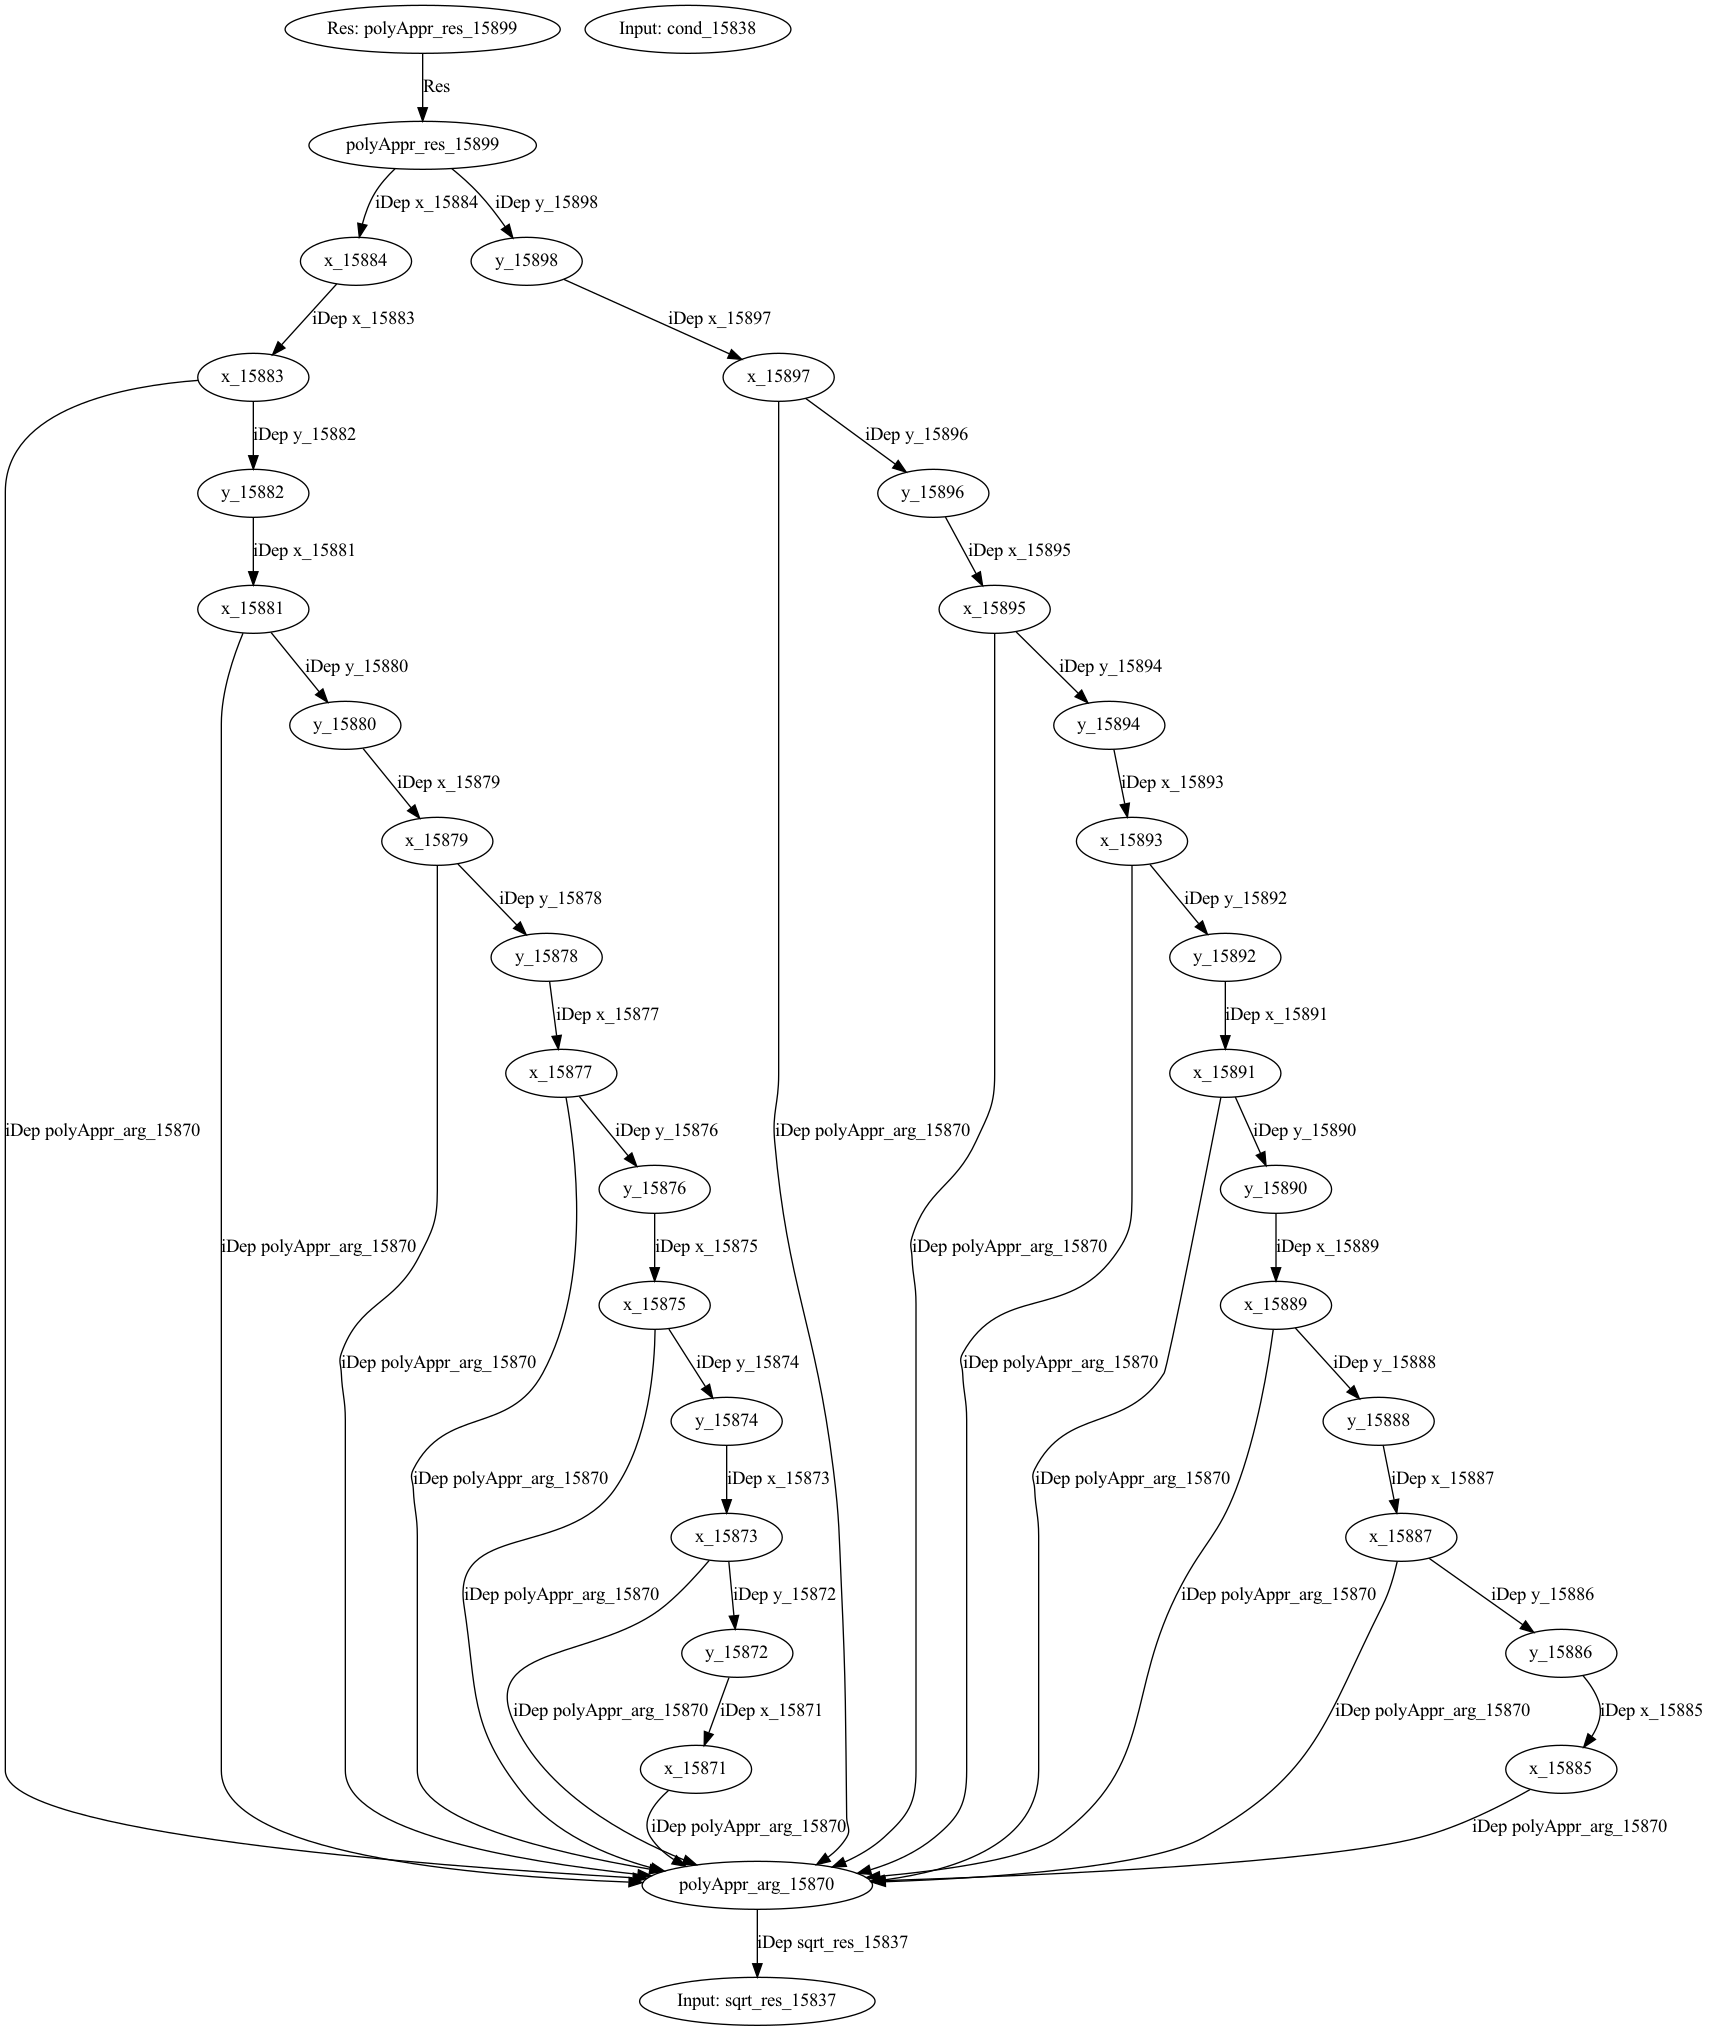 Res: polyAppr_res_15899
Input: cond_15838
Res
polyAppr_res_15899
iDep x_15884
iDep y_15898
x_15884
y_15898
iDep x_15883
iDep x_15897
x_15883
x_15897
iDep y_15882
iDep y_15896
y_15882
y_15896
iDep x_15881
iDep x_15895
x_15881
x_15895
iDep y_15880
iDep y_15894
y_15880
y_15894
iDep x_15879
iDep x_15893
x_15879
x_15893
iDep y_15878
iDep y_15892
y_15878
y_15892
iDep x_15877
iDep x_15891
x_15877
x_15891
iDep polyAppr_arg_15870
iDep y_15876
iDep polyAppr_arg_15870
iDep y_15890
y_15876
y_15890
iDep polyAppr_arg_15870
iDep x_15875
iDep polyAppr_arg_15870
iDep x_15889
x_15875
x_15889
iDep polyAppr_arg_15870
iDep y_15874
iDep polyAppr_arg_15870
iDep y_15888
y_15874
y_15888
iDep polyAppr_arg_15870
iDep x_15873
iDep polyAppr_arg_15870
iDep x_15887
x_15873
x_15887
iDep polyAppr_arg_15870
iDep y_15872
iDep polyAppr_arg_15870
iDep y_15886
y_15872
y_15886
iDep polyAppr_arg_15870
iDep x_15871
iDep polyAppr_arg_15870
iDep x_15885
x_15871
x_15885
iDep polyAppr_arg_15870
iDep polyAppr_arg_15870
polyAppr_arg_15870
iDep sqrt_res_15837
Input: sqrt_res_15837